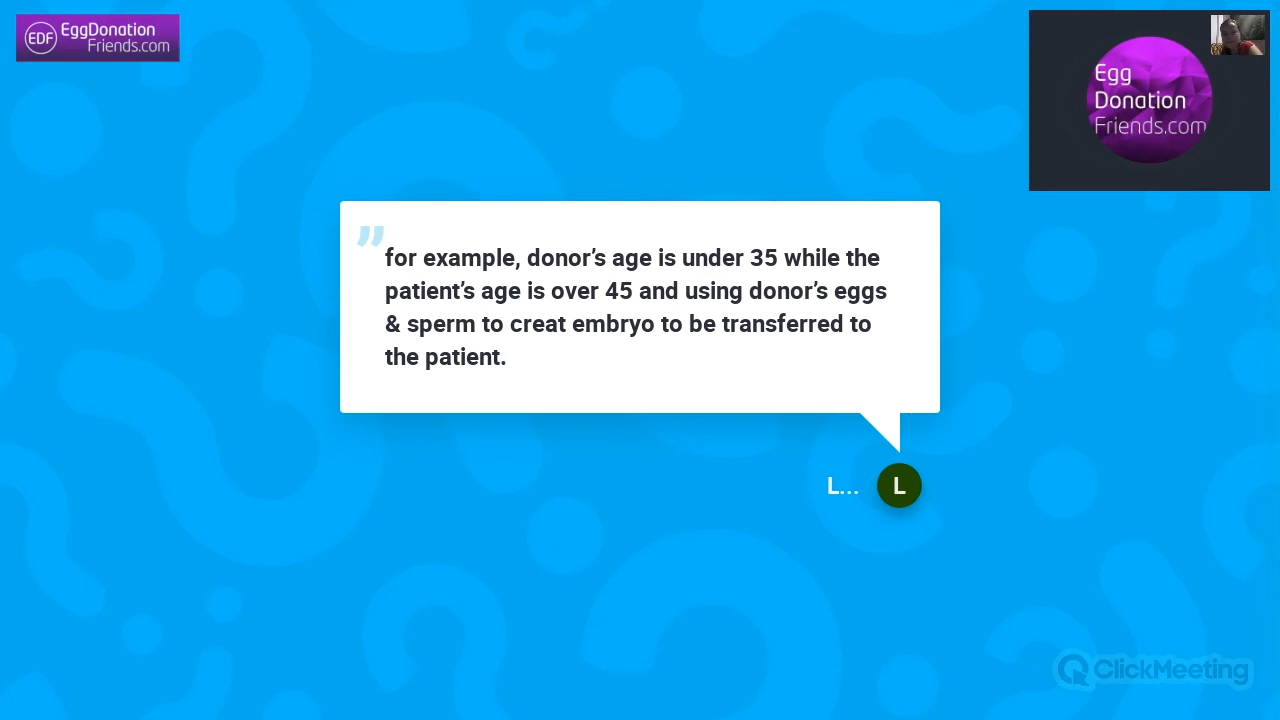 EDF EggDonation
Friends.com
Egg
Donation
Friends.com
”
for example, donor’s age is under 35 while the
patient’s age is over 45 and using donor’s eggs
& sperm to creat embryo to be transferred to
the patient.
L... L
ClickMeeting